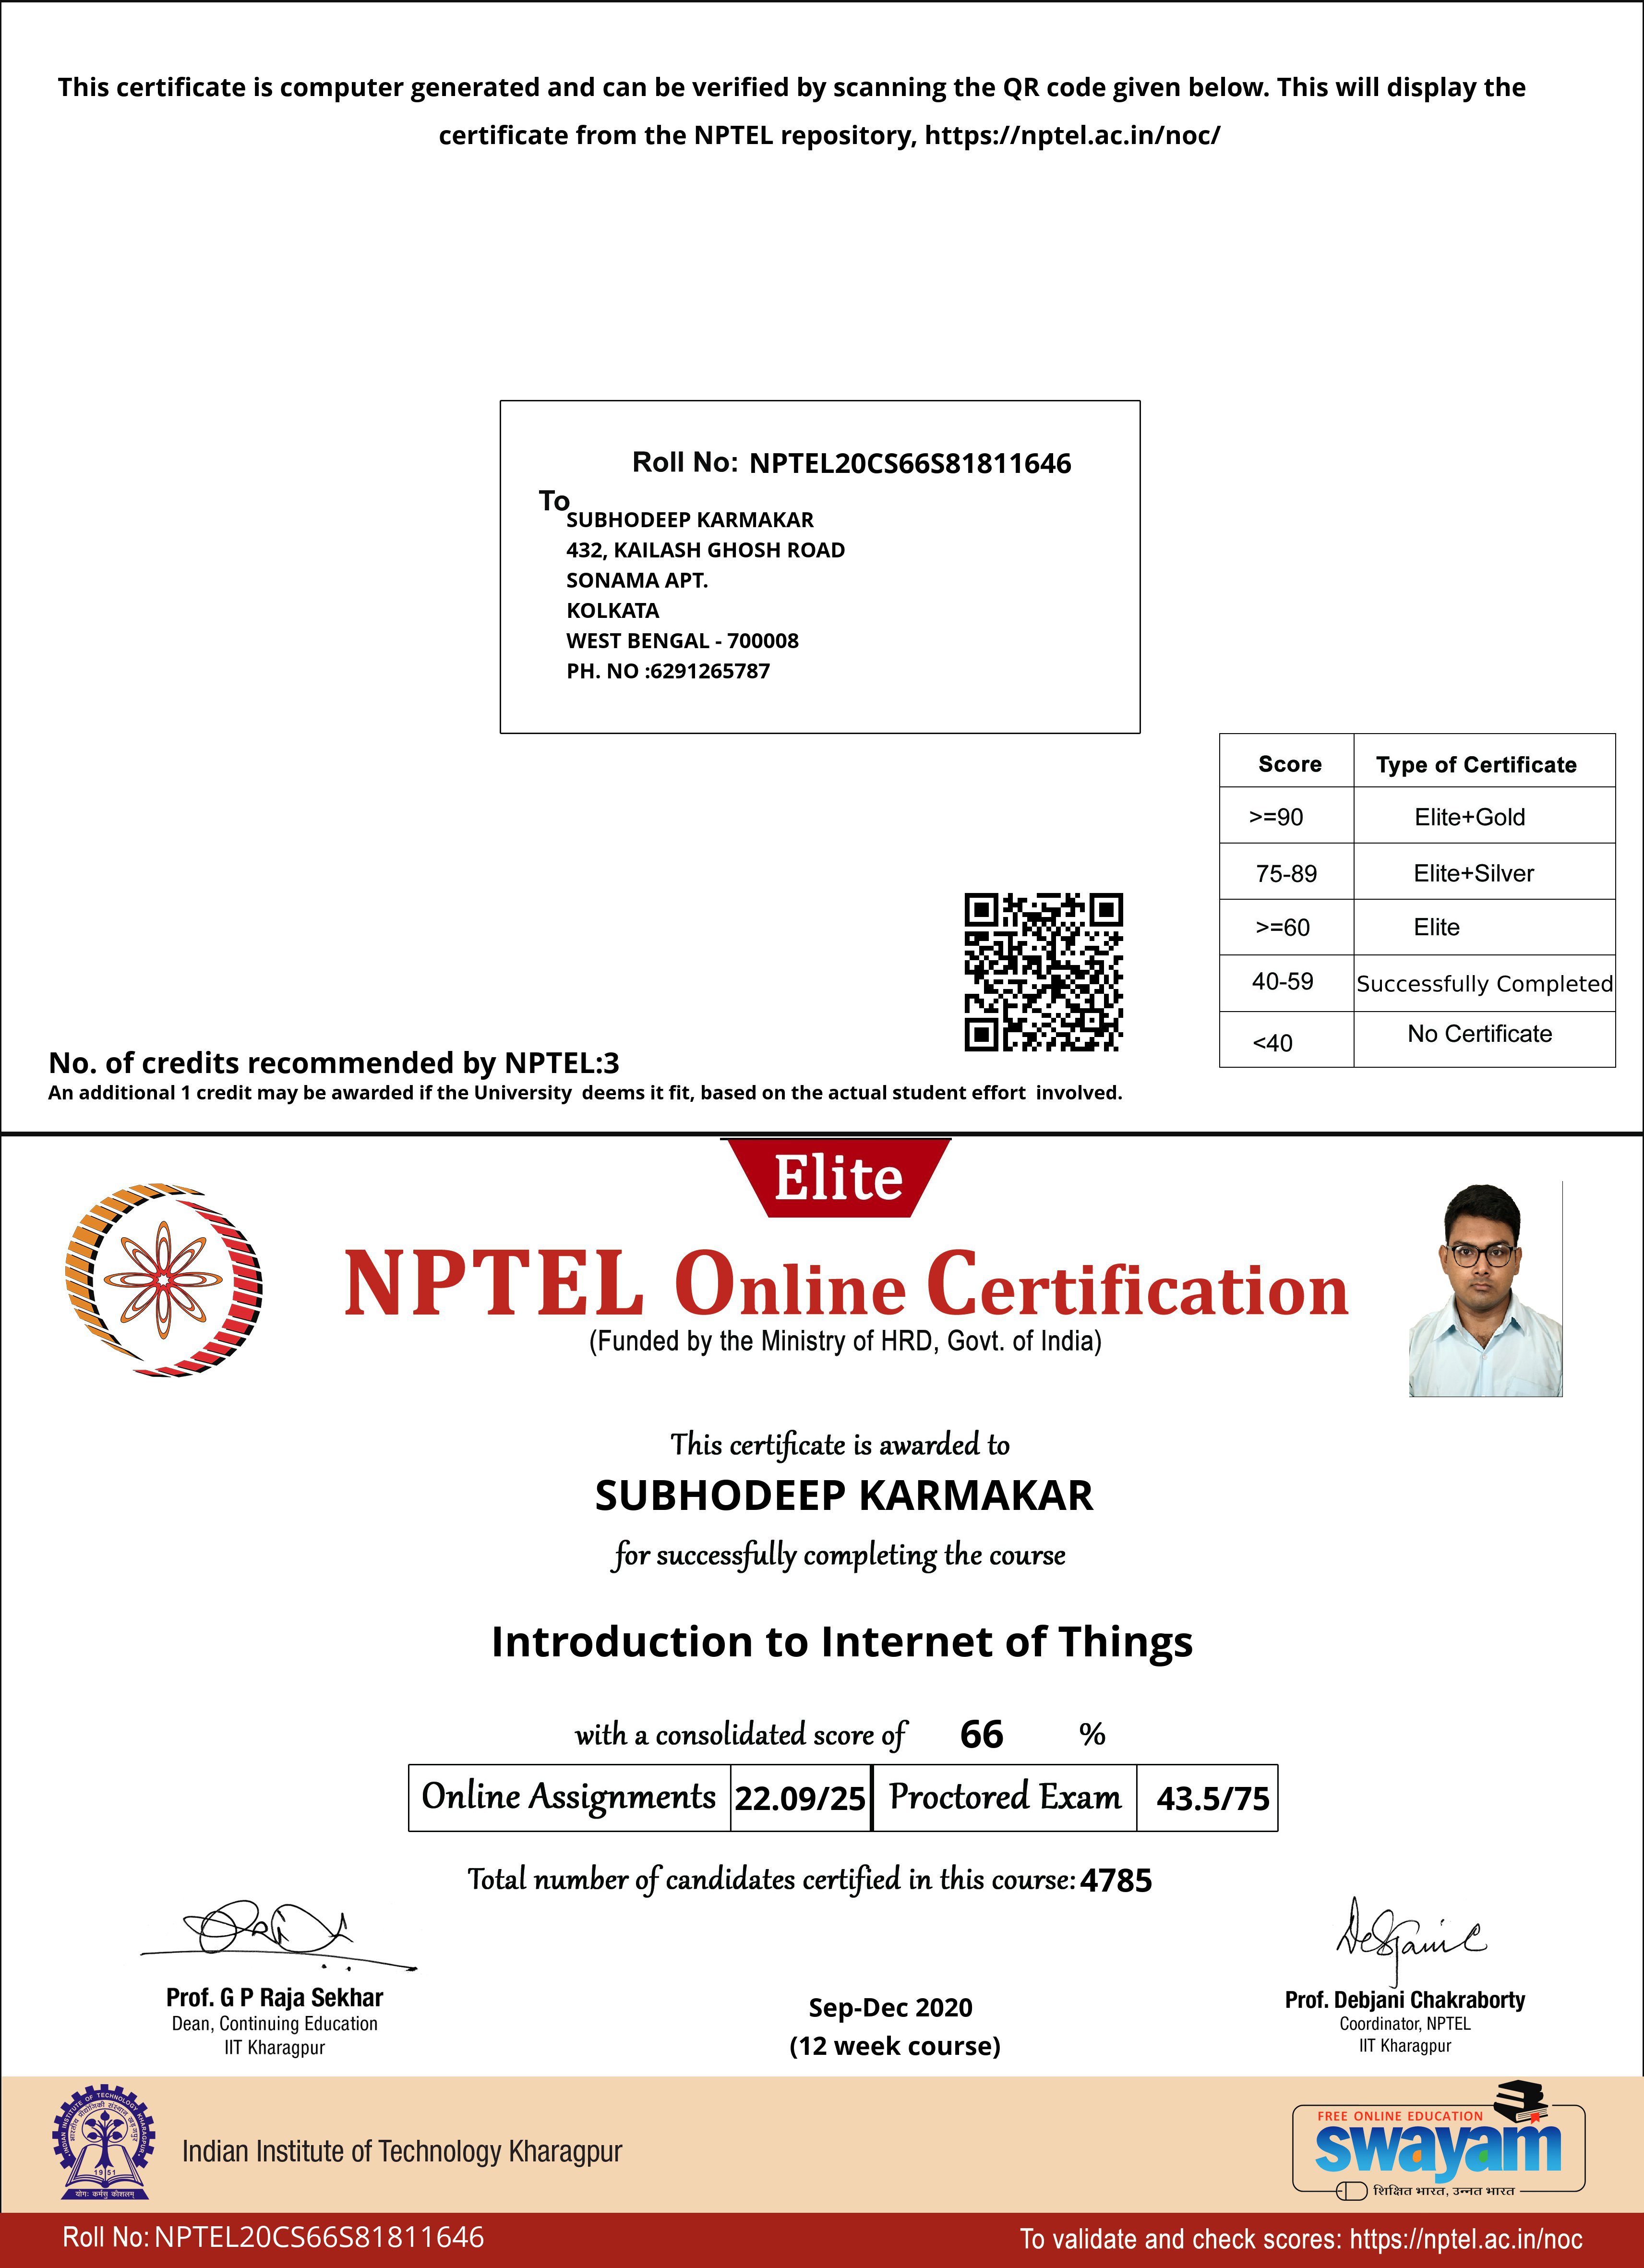 This certificate is computer generated and can be verified by scanning the QR code given below. This will display the
certificate from the NPTEL repository, https://nptel.ac.in/noc/
Roll No: NPTEL20CS66S81811646
To
SUBHODEEP KARMAKAR
432, KAILASH GHOSH ROAD
SONAMA APT.
KOLKATA
WEST BENGAL - 700008
PH. NO :6291265787
Score Type of Certificate
>=90 Elite+Gold
75-89 Elite+Silver
>=60 Elite
40-59 Successfully Completed
<40 No Certificate
No. of credits recommended by NPTEL:3
An additional 1 credit may be awarded if the University deems it fit, based on the actual student effort involved.
Elite
NPTEL Online Certification
(Funded by the Ministry of HRD, Govt. of India)
This certificate is awarded to
SUBHODEEP KARMAKAR
for successfully completing the course
Introduction to Internet of Things
with a consolidated score of 66 %
Online Assignments 22.09/25 Proctored Exam 43.5/75
Total number of candidates certified in this course: 4785
Prof. G P Raja Sekhar
Dean, Continuing Education
IIT Kharagpur
Sep-Dec 2020
(12 week course)
Prof. Debjani Chakraborty
Coordinator, NPTEL
IIT Kharagpur
INDIAN INSTITUTE OF TECHNOLOGY KHARAGPUR
भारतीय प्रौद्योगिकी संस्थान खड़गपुर
1951
योगः कर्मसु कौशलम्
Indian Institute of Technology Kharagpur
FREE ONLINE EDUCATION
swayam
शिक्षित भारत, उन्नत भारत
Roll No: NPTEL20CS66S81811646
To validate and check scores: https://nptel.ac.in/noc